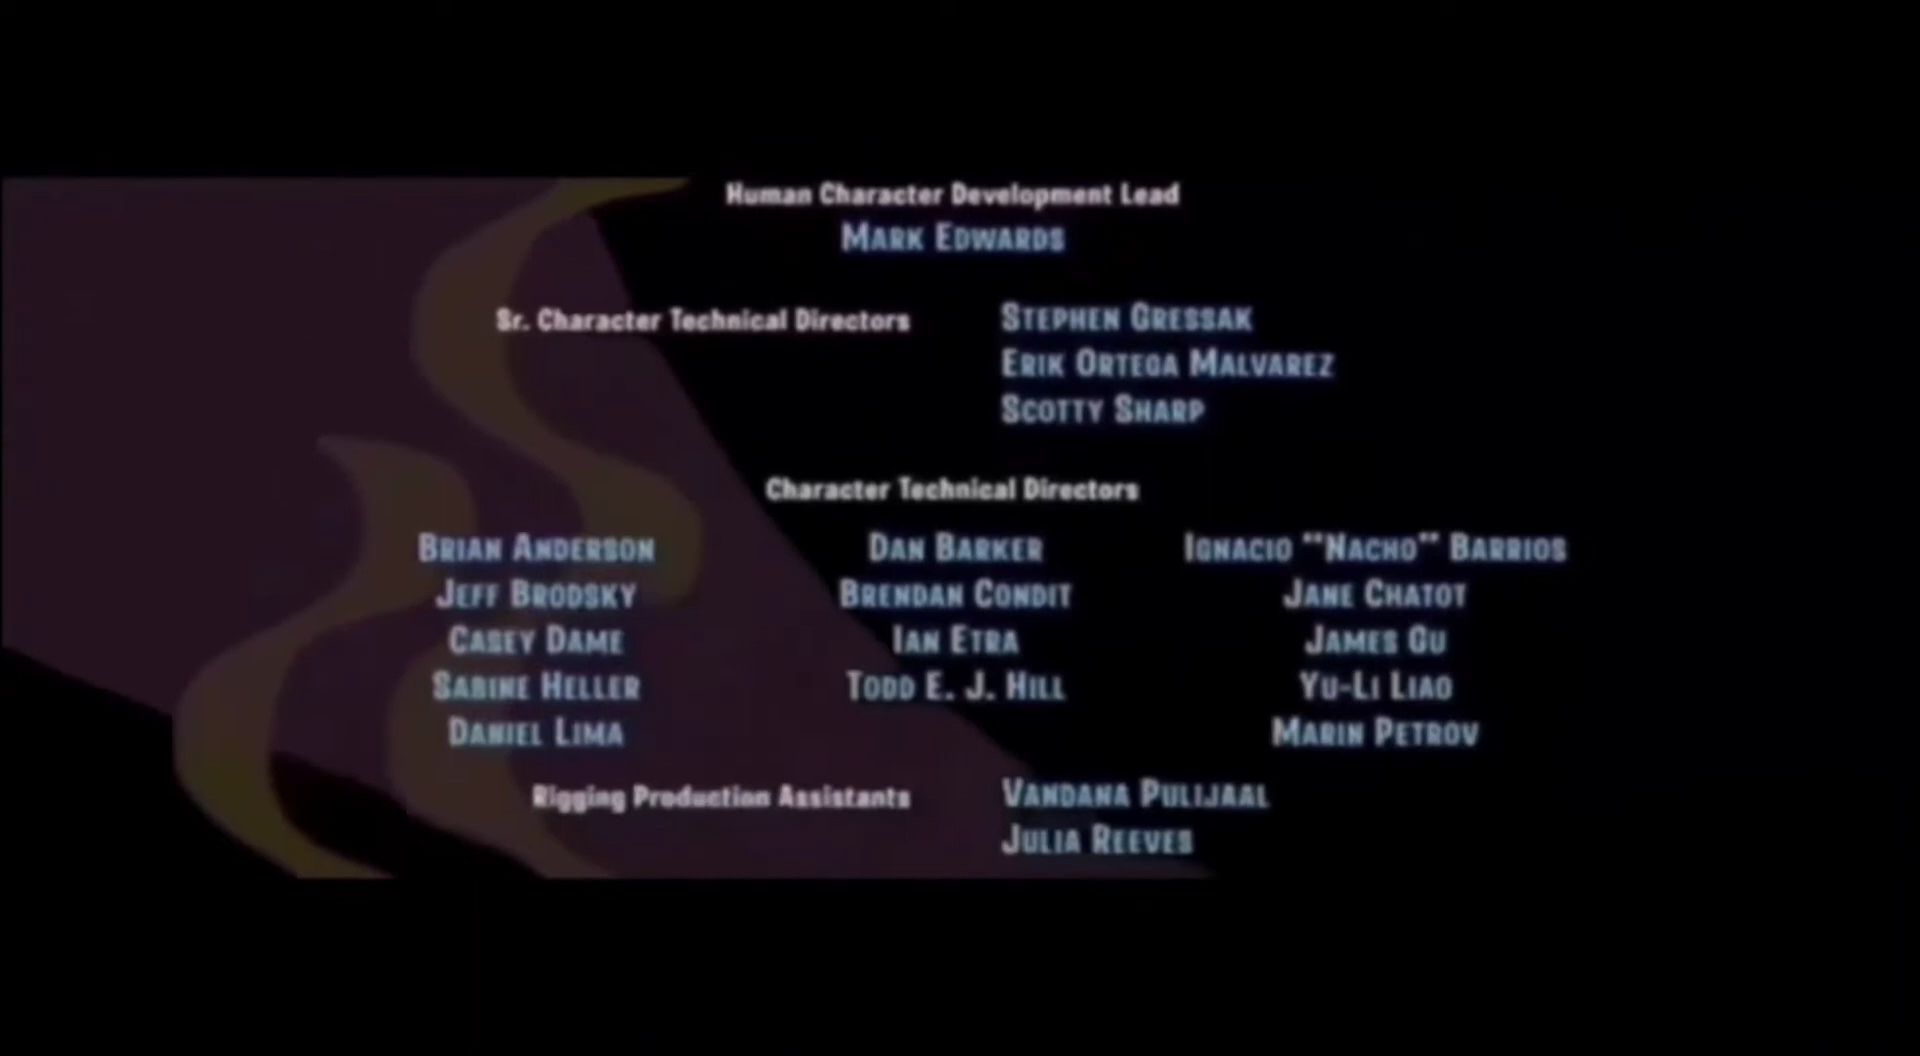 Human Character Development Lead
Mark Edwards
Sr. Character Technical Directors Stephen Gressak
Erik Ortega Malvarez
Scotty Sharp
Character Technical Directors
Brian Anderson Dan Barker Ignacio "Nacho" Barrios
Jeff Brodsky Brendan Condit Jane Chatot
Casey Dame Ian Etra James Gu
Sabine Heller Todd E. J. Hill Yu-Li Liao
Daniel Lima Marin Petrov
Rigging Production Assistants Vandana Pulijaal
Julia Reeves